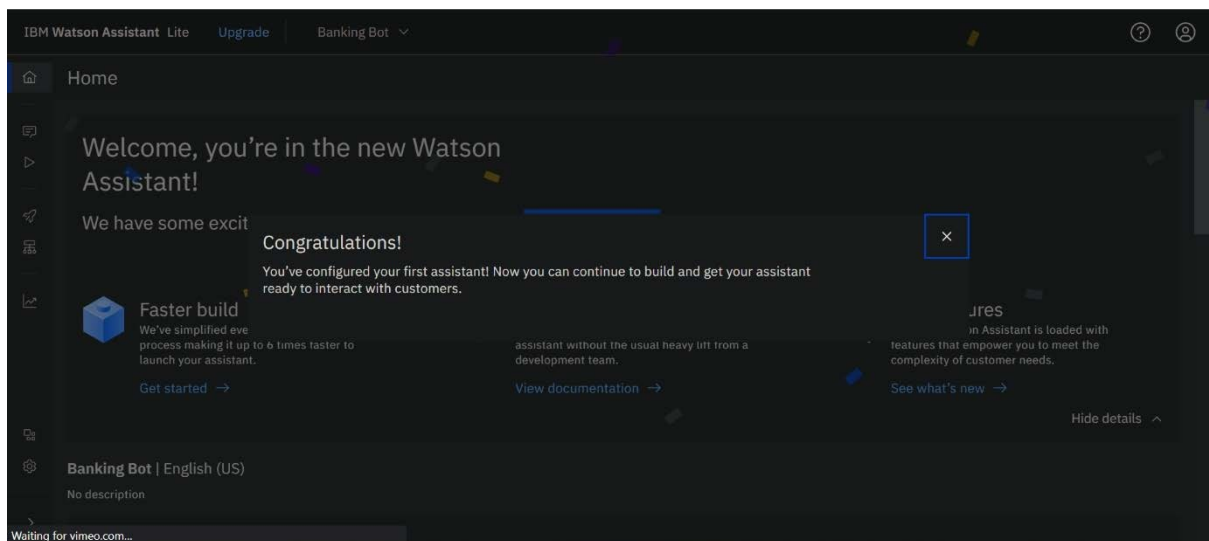 IBM Watson Assistant Lite Upgrade Banking Bot
Home
Welcome, you're in the new Watson
Assistant!
We have some excit
Congratulations!
You've configured your first assistant! Now you can continue to build and get your assistant
ready to interact with customers.
Faster build
We've simplified eve
process making it up to 6 times faster to
launch your assistant.
Get started →
assistant without the usual heavy lift from a
development team.
View documentation →
ures
on Assistant is loaded with
features that empower you to meet the
complexity of customer needs.
See what's new →
Hide details
Banking Bot | English (US)
No description
Waiting for vimeo.com...